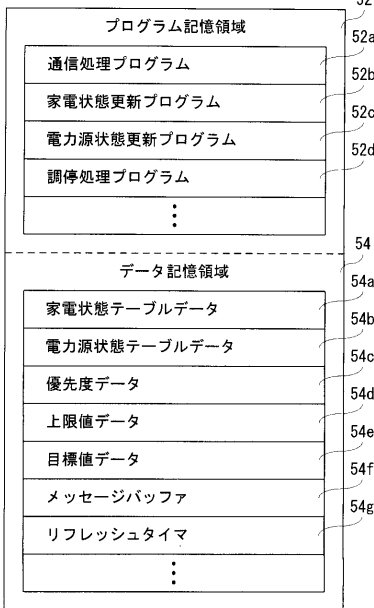 52
プログラム記憶領域
52a
通信処理プログラム
52b
家電状態更新プログラム
52c
電力源状態更新プログラム
52d
調停処理プログラム
54
データ記憶領域
54a
家電状態テーブルデータ
54b
電力源状態テーブルデータ
54c
優先度データ
54d
上限値データ
54e
目標値データ
54f
メッセージバッファ
54g
リフレッシュタイマ